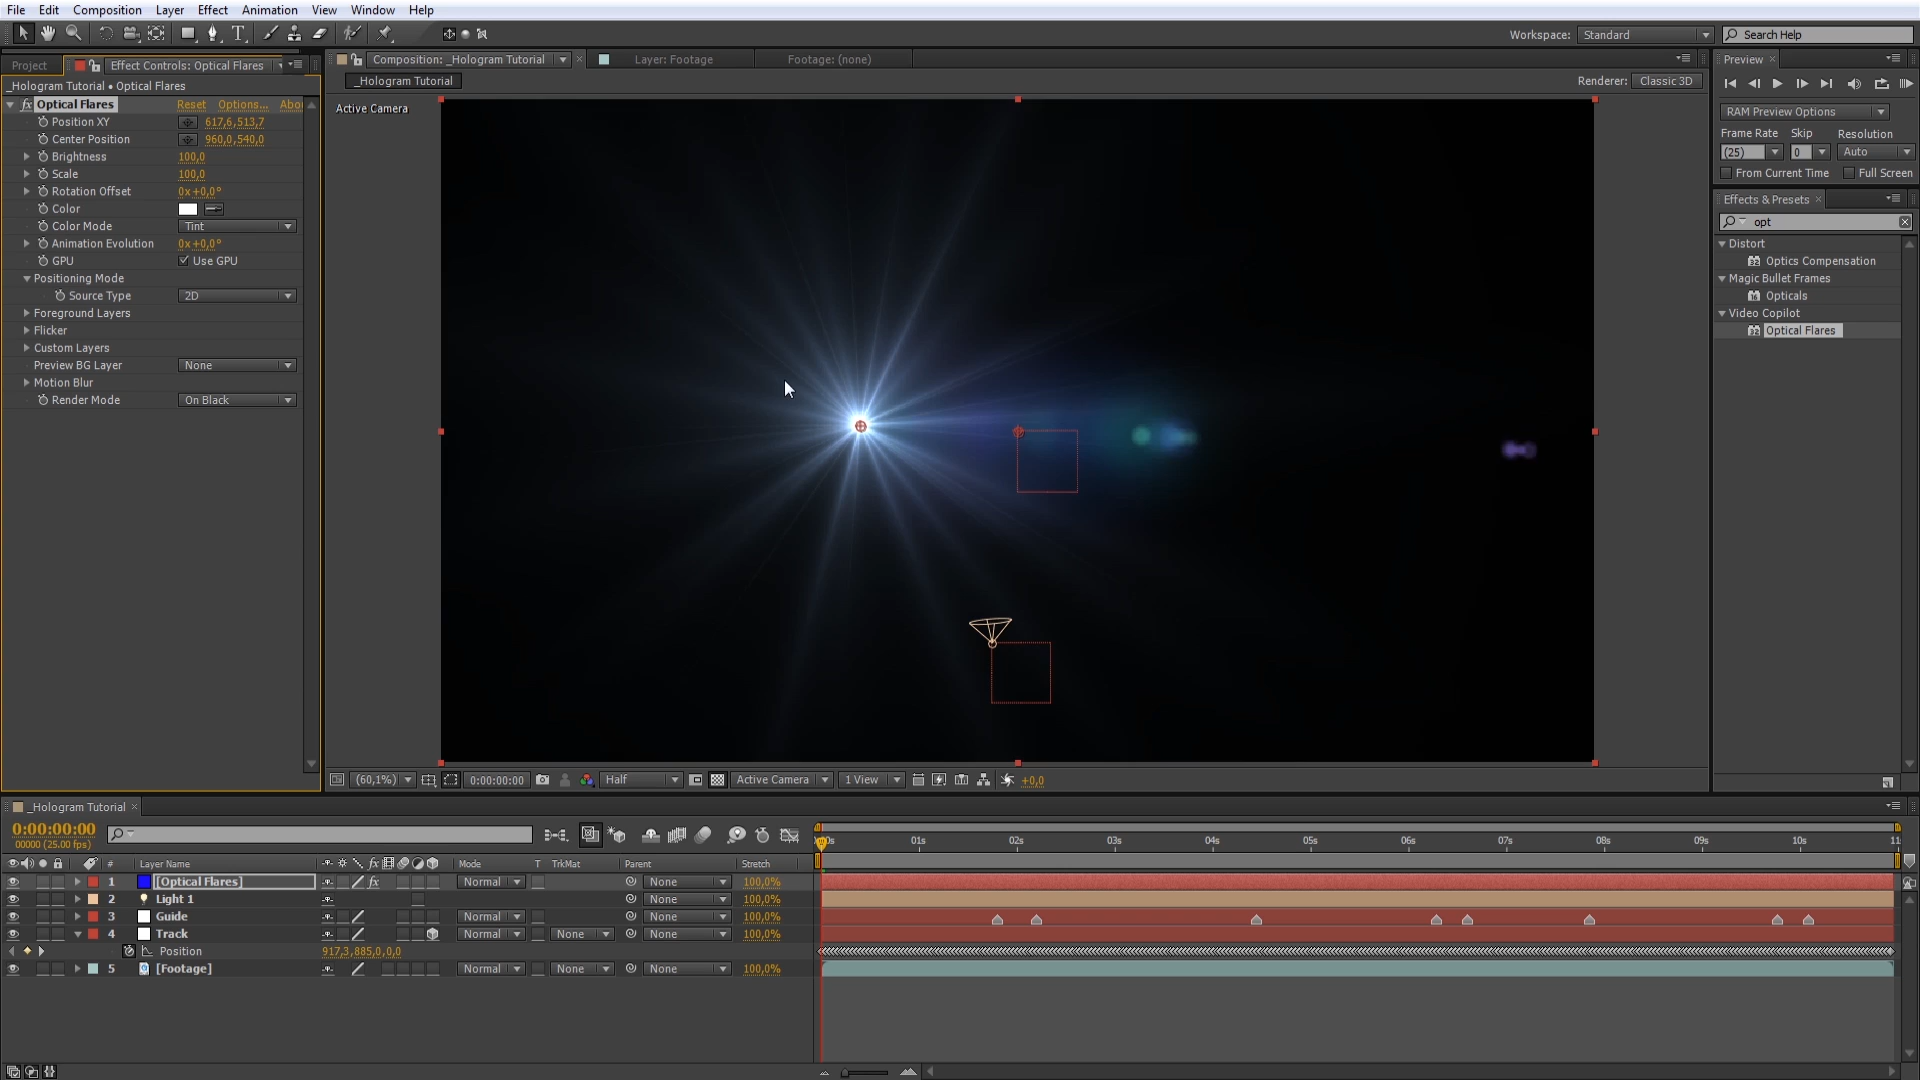 File Edit Composition Layer Effect Animation View Window Help
Workspace: Standard Search Help
Project Effect Controls: Optical Flares
_Hologram Tutorial • Optical Flares
fx Optical Flares Reset Options... Abo
Position XY 617,6,513,7
Center Position 960,0,540,0
Brightness 100,0
Scale 100,0
Rotation Offset 0x+0,0°
Color
Color Mode Tint
Animation Evolution 0x+0,0°
GPU Use GPU
Positioning Mode
Source Type 2D
Foreground Layers
Flicker
Custom Layers
Preview BG Layer None
Motion Blur
Render Mode On Black
Composition: _Hologram Tutorial × Layer: Footage Footage: (none)
_Hologram Tutorial Renderer: Classic 3D
Active Camera
(60,1%) 0:00:00:00 Half Active Camera 1 View +0,0
Preview ×
RAM Preview Options
Frame Rate Skip Resolution
(25) 0 Auto
From Current Time Full Screen
Effects & Presets ×
opt
Distort
Optics Compensation
Magic Bullet Frames
Opticals
Video Copilot
Optical Flares
_Hologram Tutorial ×
0:00:00:00
00000 (25.00 fps)
01s 02s 03s 04s 05s 06s 07s 08s 09s 10s 11
# Layer Name fx Mode T TrkMat Parent Stretch
1 [Optical Flares] fx Normal None 100,0%
2 Light 1 None 100,0%
3 Guide Normal None 100,0%
4 Track Normal None None 100,0%
Position 917,3,885,0,0,0
5 [Footage] Normal None None 100,0%